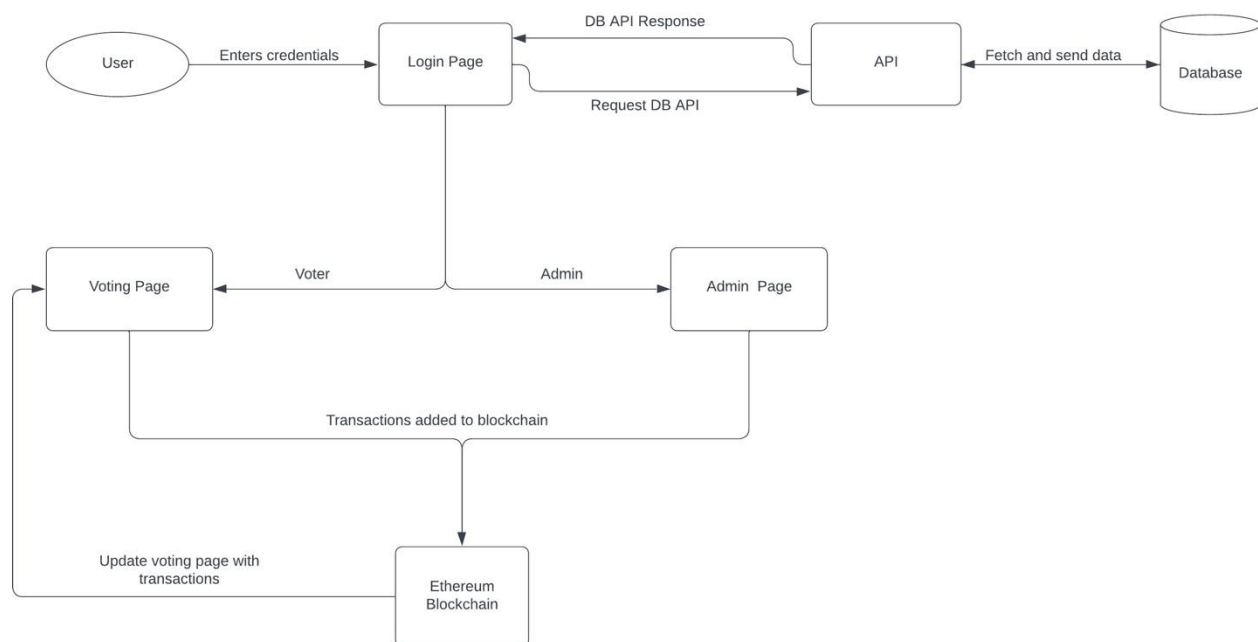 DB API Response
User
Enters credentials
Login Page
API
Fetch and send data
Database
Request DB API
Voting Page
Voter
Admin
Admin Page
Transactions added to blockchain
Update voting page with
transactions
Ethereum
Blockchain